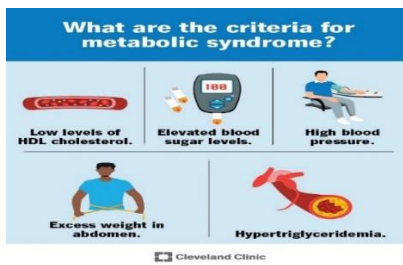 What are the criteria for
metabolic syndrome?
188
Low levels of
HDL cholesterol.
Elevated blood
sugar levels.
High blood
pressure.
Excess weight in
abdomen.
Hypertriglyceridemia.
Cleveland Clinic